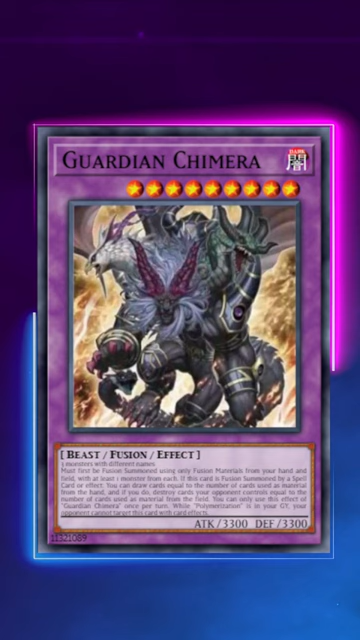 GUARDIAN CHIMERA
DARK
[ BEAST / FUSION / EFFECT ]
3 monsters with different names
Must first be Fusion Summoned using only Fusion Materials from your hand
and field, with at least 1 monster from each. If this card is Fusion Summoned by a Spell
Card or effect: You can draw cards equal to the number of cards used as material
from the hand, and if you do, destroy cards your opponent controls equal to the
number of cards used as material from the field. You can only use this effect of
"Guardian Chimera" once per turn. While "Polymerization" is in your GY, your
opponent cannot target this card with card effects.
ATK / 3300 DEF / 3300
11321089